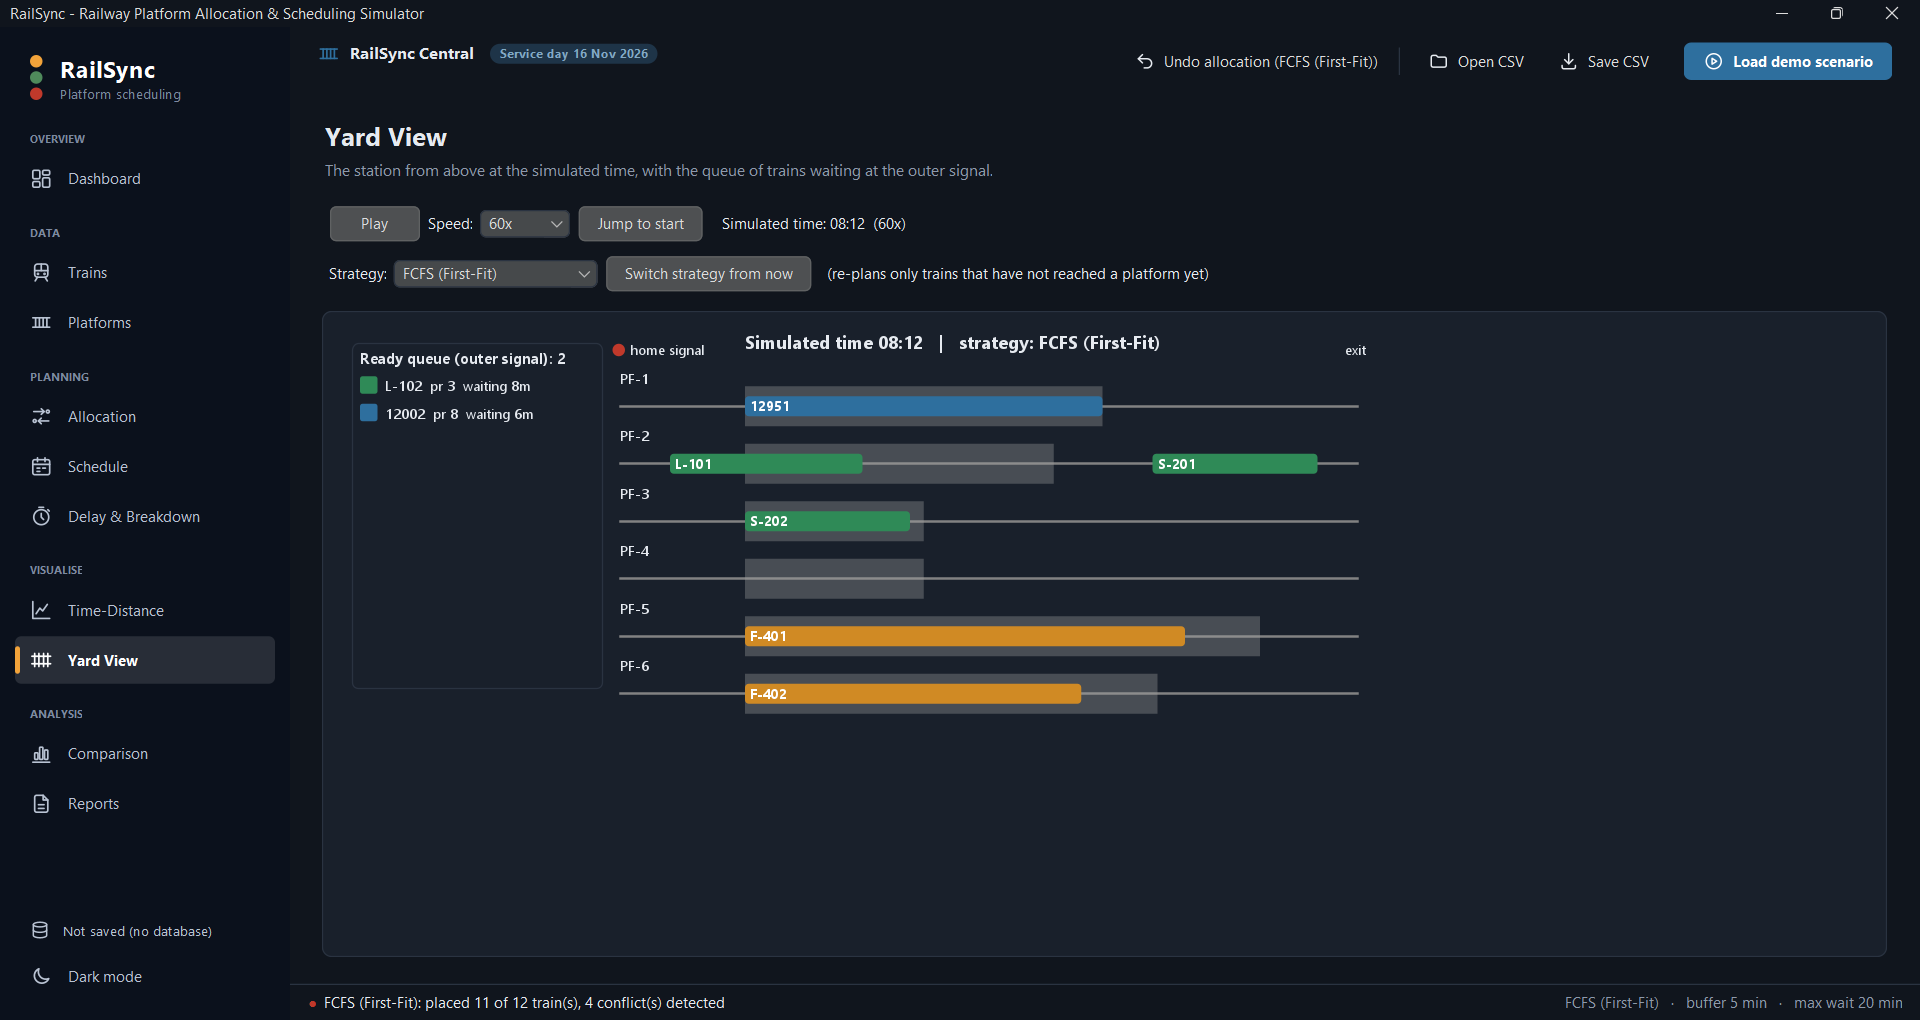 RailSync - Railway Platform Allocation & Scheduling Simulator
RailSync
Platform scheduling
OVERVIEW
Dashboard
DATA
Trains
Platforms
PLANNING
Allocation
Schedule
Delay & Breakdown
VISUALISE
Time-Distance
Yard View
ANALYSIS
Comparison
Reports
Not saved (no database)
Dark mode
RailSync Central
Service day 16 Nov 2026
Undo allocation (FCFS (First-Fit))
Open CSV
Save CSV
Load demo scenario
Yard View
The station from above at the simulated time, with the queue of trains waiting at the outer signal.
Play
Speed:
60x
Jump to start
Simulated time: 08:12 (60x)
Strategy:
FCFS (First-Fit)
Switch strategy from now
(re-plans only trains that have not reached a platform yet)
Ready queue (outer signal): 2
L-102 pr 3 waiting 8m
12002 pr 8 waiting 6m
home signal
Simulated time 08:12 | strategy: FCFS (First-Fit)
exit
PF-1
12951
PF-2
L-101
S-201
PF-3
S-202
PF-4
PF-5
F-401
PF-6
F-402
FCFS (First-Fit): placed 11 of 12 train(s), 4 conflict(s) detected
FCFS (First-Fit) · buffer 5 min · max wait 20 min